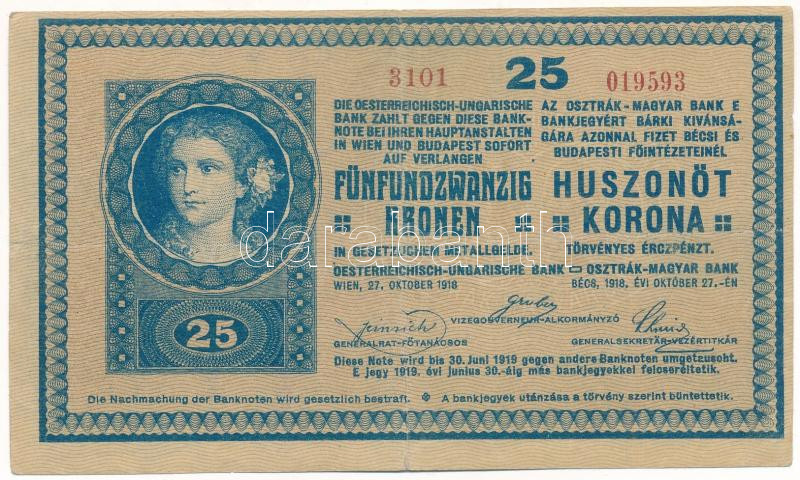 3101 25 019593
DIE OESTERREICHISCH-UNGARISCHE
BANK ZAHLT GEGEN DIESE BANK-
NOTE BEI IHREN HAUPTANSTALTEN
IN WIEN UND BUDAPEST SOFORT
AUF VERLANGEN
FÜNFUNDZWANZIG
KRONEN
IN GESETZLICHEM METALLGELDE.
AZ OSZTRÁK-MAGYAR BANK E
BANKJEGYÉRT BÁRKI KIVÁNSÁ-
GÁRA AZONNAL FIZET BÉCSI ÉS
BUDAPESTI FŐINTÉZETEINÉL
HUSZONÖT
KORONA
TÖRVÉNYES ÉRCZPÉNZT.
darabanth
OESTERREICHISCH-UNGARISCHE BANK OSZTRÁK-MAGYAR BANK
WIEN, 27. OKTOBER 1918 BÉCS, 1918. ÉVI OKTÓBER 27.-ÉN
Gruber
VIZEGOUVERNEUR-ALKORMÁNYZÓ
GENERALRAT-FŐTANÁCSOS GENERALSEKRETÄR-VEZÉRTITKÁR
25
Diese Note wird bis 30. Juni 1919 gegen andere Banknoten umgetauscht.
E jegy 1919. évi junius 30.-áig más bankjegyekkel felcseréltetik.
Die Nachmachung der Banknoten wird gesetzlich bestraft. A bankjegyek utánzása a törvény szerint büntettetik.